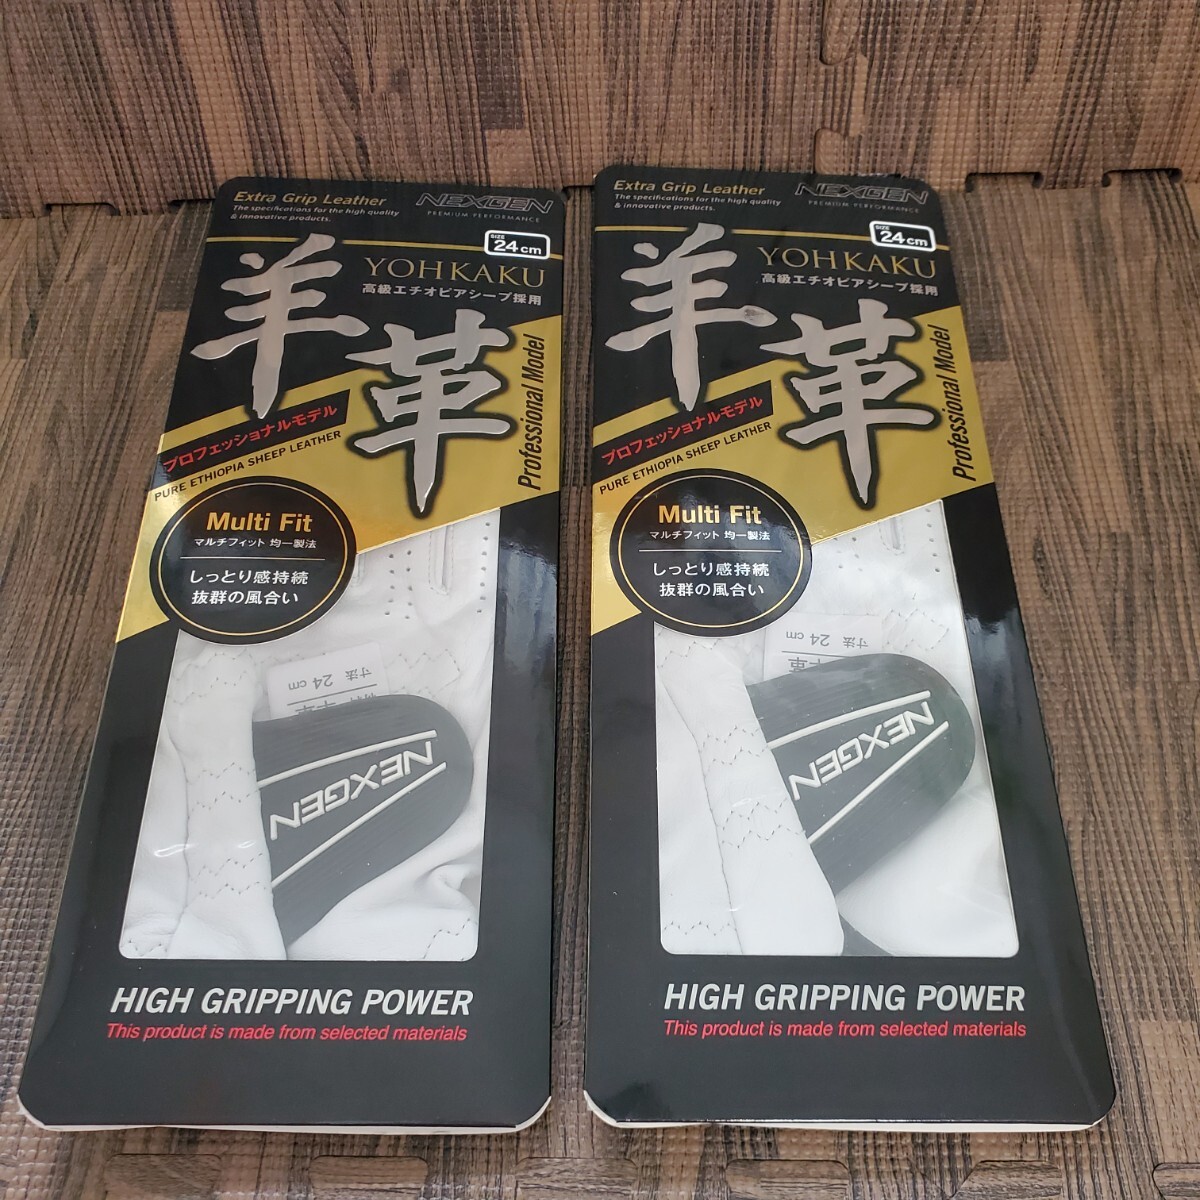 Extra Grip Leather
The specifications for the high quality
& innovative products.
NEXGEN
PREMIUM PERFORMANCE
SIZE
24cm
羊革
YOHKAKU
高級エチオピアシープ採用
プロフェッショナルモデル
PURE ETHIOPIA SHEEP LEATHER
Professional Model
Multi Fit
マルチフィット 均一製法
しっとり感持続
抜群の風合い
寸法 24cm
NEXGEN
HIGH GRIPPING POWER
This product is made from selected materials
Extra Grip Leather
The specifications for the high quality
& innovative products.
NEXGEN
PREMIUM PERFORMANCE
SIZE
24cm
羊革
YOHKAKU
高級エチオピアシープ採用
プロフェッショナルモデル
PURE ETHIOPIA SHEEP LEATHER
Professional Model
Multi Fit
マルチフィット 均一製法
しっとり感持続
抜群の風合い
寸法 24cm
NEXGEN
HIGH GRIPPING POWER
This product is made from selected materials